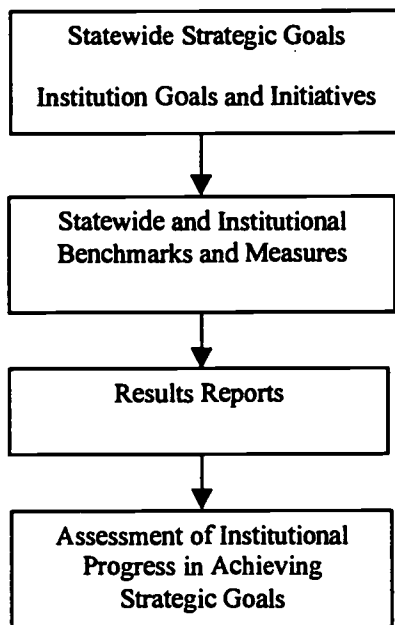 Statewide Strategic Goals
Institution Goals and Initiatives
Statewide and Institutional
Benchmarks and Measures
Results Reports
Assessment of Institutional
Progress in Achieving
Strategic Goals